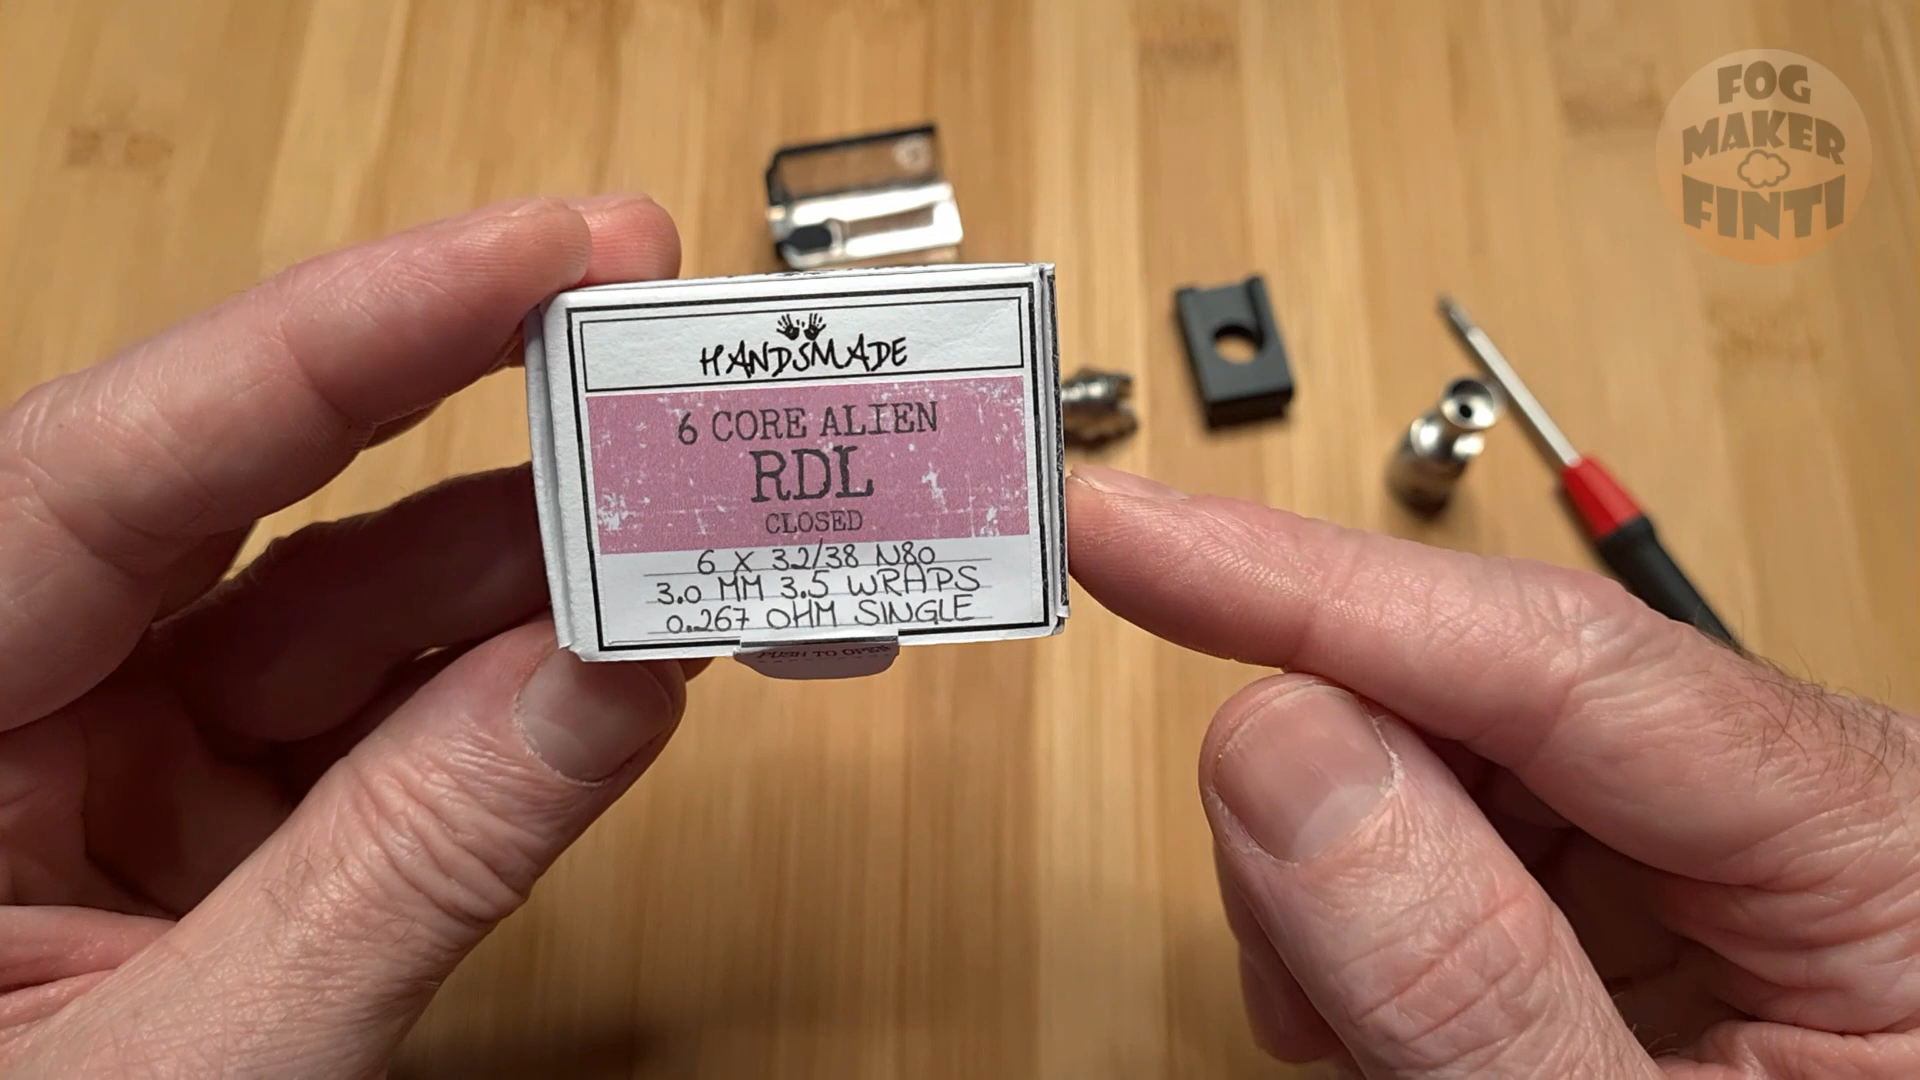 FOG
MAKER
FINTI
HANDSMADE
6 CORE ALIEN
RDL
CLOSED
6 X 32/38 N80
3.0 MM 3.5 WRAPS
0.267 OHM SINGLE
PUSH TO OPEN